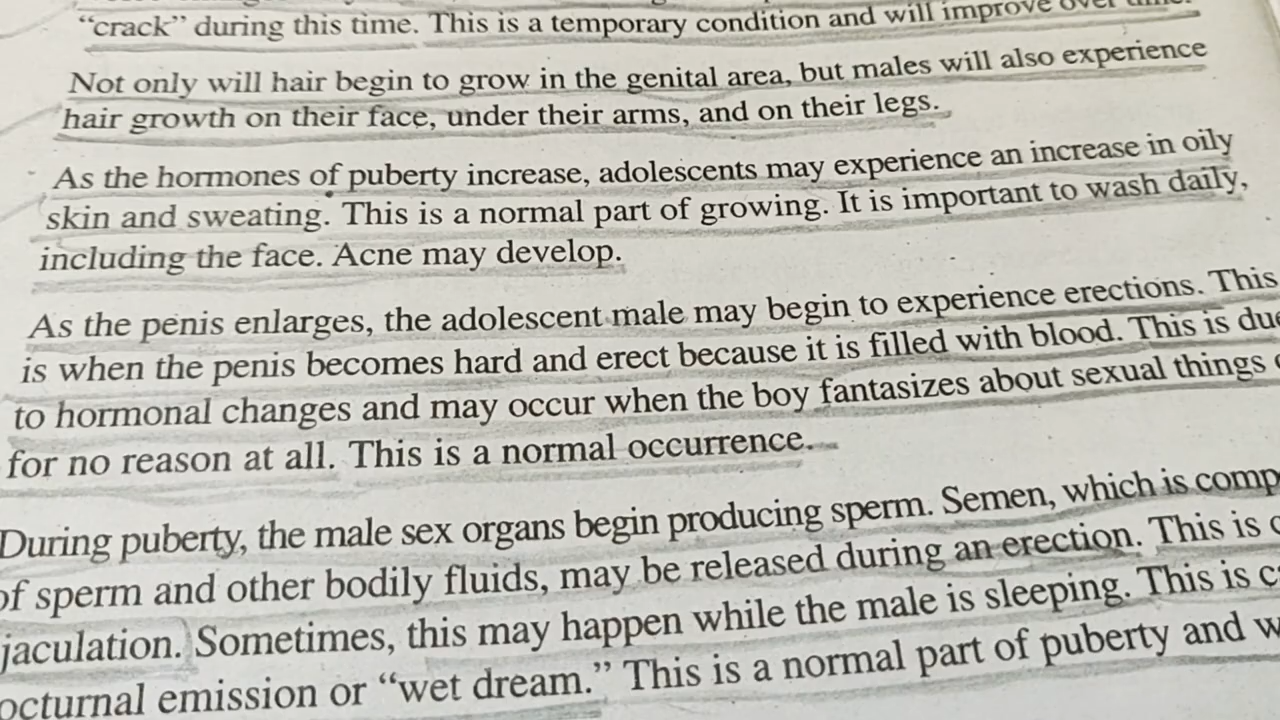 “crack” during this time. This is a temporary condition and will improve over time.
Not only will hair begin to grow in the genital area, but males will also experience
hair growth on their face, under their arms, and on their legs.
As the hormones of puberty increase, adolescents may experience an increase in oily
skin and sweating. This is a normal part of growing. It is important to wash daily,
including the face. Acne may develop.
As the penis enlarges, the adolescent male may begin to experience erections. This
is when the penis becomes hard and erect because it is filled with blood. This is due
to hormonal changes and may occur when the boy fantasizes about sexual things
for no reason at all. This is a normal occurrence.
During puberty, the male sex organs begin producing sperm. Semen, which is comp
of sperm and other bodily fluids, may be released during an erection. This is
jaculation. Sometimes, this may happen while the male is sleeping. This is c
octurnal emission or “wet dream.” This is a normal part of puberty and w